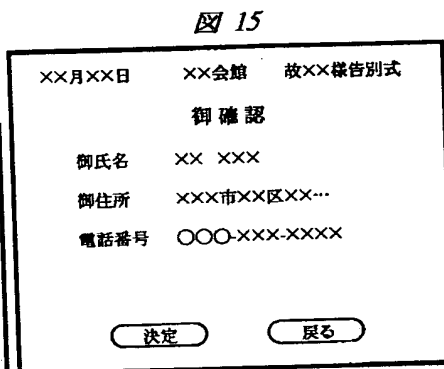 図 15
××月××日 ××会館 故××様告別式
御確認
御氏名 ×× ×××
御住所 ×××市××区××…
電話番号 〇〇〇-×××-××××
決定 戻る